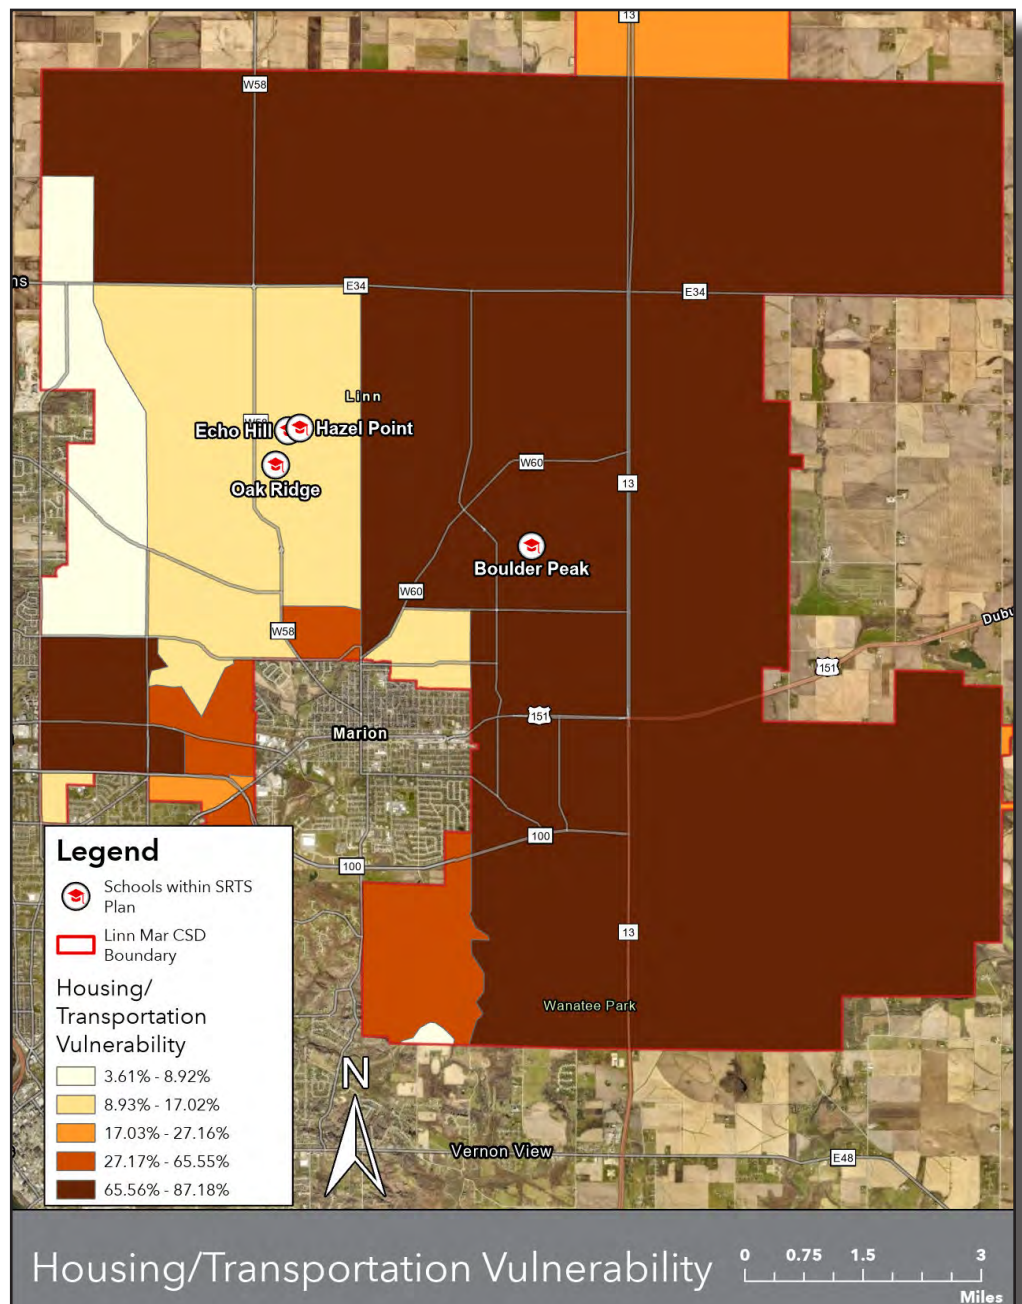 13
W58
ns
E34
E34
Linn
Echo Hill
Hazel Point
Oak Ridge
W60
13
Boulder Peak
W60
W58
Dubu
151
151
Marion
100
100
13
Wanatee Park
Legend
Schools within SRTS
Plan
Linn Mar CSD
Boundary
Housing/
Transportation
Vulnerability
3.61% - 8.92%
8.93% - 17.02%
17.03% - 27.16%
27.17% - 65.55%
65.56% - 87.18%
N
Vernon View
E48
Housing/Transportation Vulnerability
0 0.75 1.5 3
Miles